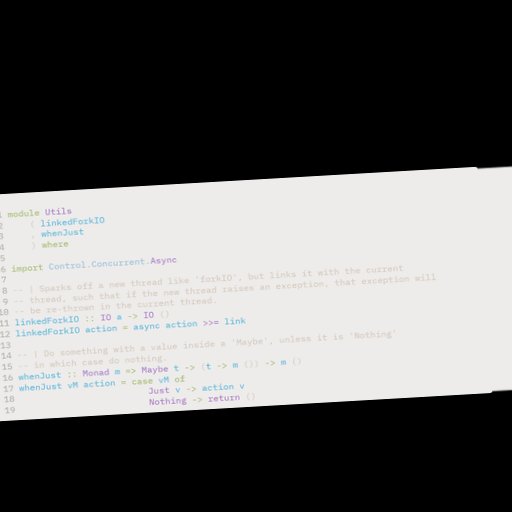 1 module Utils
2     ( linkedForkIO
3     , whenJust
4     ) where
5
6 import Control.Concurrent.Async
7
8 -- | Sparks off a new thread like 'forkIO', but links it with the current
9 -- thread, such that if the new thread raises an exception, that exception will
10 -- be re-thrown in the current thread.
11 linkedForkIO :: IO a -> IO ()
12 linkedForkIO action = async action >>= link
13
14 -- | Do something with a value inside a 'Maybe', unless it is 'Nothing'
15 -- in which case do nothing.
16 whenJust :: Monad m => Maybe t -> (t -> m ()) -> m ()
17 whenJust vM action = case vM of
18                        Just v -> action v
19                        Nothing -> return ()